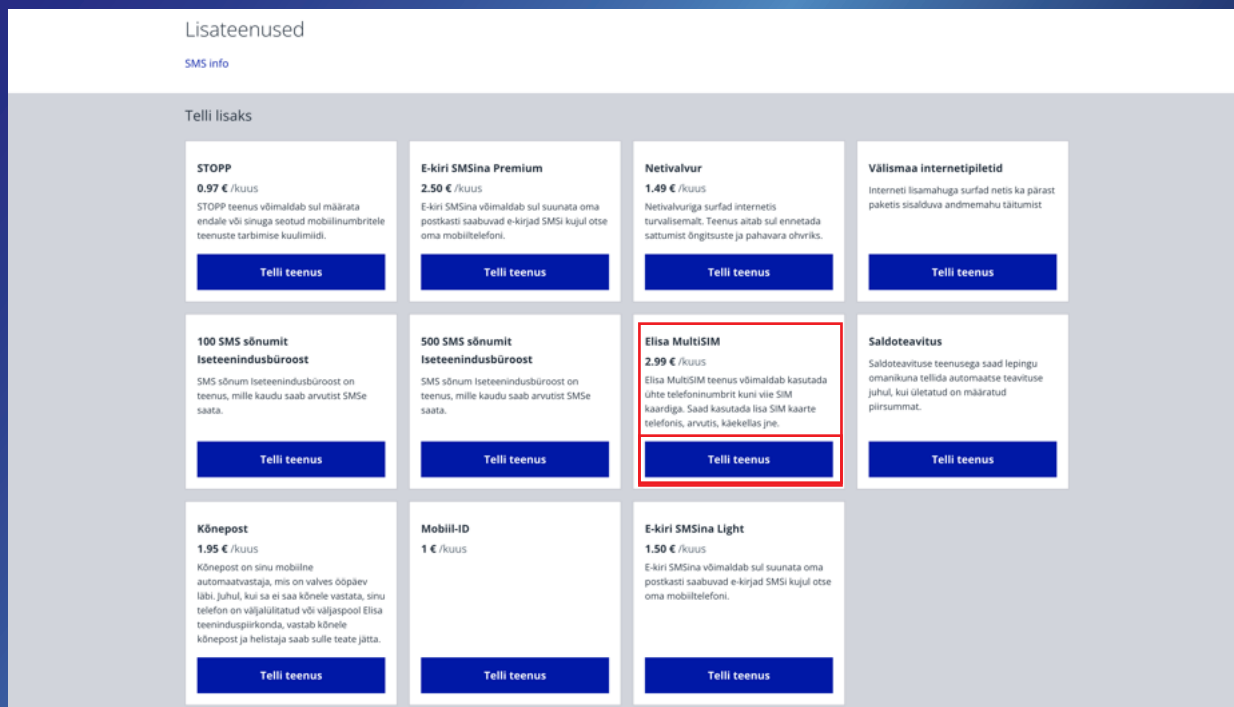 Lisateenused
SMS info
Telli lisaks
STOPP
0.97 € /kuus
STOPP teenus võimaldab sul määrata
endale või sinuga seotud mobiilinumbritele
teenuste tarbimise kuulimiidi.
Telli teenus
E-kiri SMSina Premium
2.50 € /kuus
E-kiri SMSina võimaldab sul suunata oma
postkasti saabuvad e-kirjad SMSi kujul otse
oma mobiiltelefoni.
Telli teenus
Netivalvur
1.49 € /kuus
Netivalvuriga surfad internetis
turvalisemalt. Teenus aitab sul ennetada
sattumist õngitsuste ja pahavara ohvriks.
Telli teenus
Välismaa internetipiletid
Interneti lisamahuga surfad netis ka pärast
paketis sisalduva andmemahu täitumist
Telli teenus
100 SMS sõnumit
Iseteenindusbüroost
SMS sõnum Iseteenindusbüroost on
teenus, mille kaudu saab arvutist SMSe
saata.
Telli teenus
500 SMS sõnumit
Iseteenindusbüroost
SMS sõnum Iseteenindusbüroost on
teenus, mille kaudu saab arvutist SMSe
saata.
Telli teenus
Elisa MultiSIM
2.99 € /kuus
Elisa MultiSIM teenus võimaldab kasutada
ühte telefoninumbrit kuni viie SIM
kaardiga. Saad kasutada lisa SIM kaarte
telefonis, arvutis, käekellas jne.
Telli teenus
Saldoteavitus
Saldoteavituse teenusega saad lepingu
omanikuna tellida automaatse teavituse
juhul, kui ületatud on määratud
piirsummat.
Telli teenus
Kõnepost
1.95 € /kuus
Kõnepost on sinu mobiilne
automaatvastaja, mis on valves ööpäev
läbi. Juhul, kui sa ei saa kõnele vastata, sinu
telefon on väljalülitatud või väljaspool Elisa
teeninduspiirkonda, vastab kõnele
kõnepost ja helistaja saab sulle teate jätta.
Telli teenus
Mobiil-ID
1 € /kuus
Telli teenus
E-kiri SMSina Light
1.50 € /kuus
E-kiri SMSina võimaldab sul suunata oma
postkasti saabuvad e-kirjad SMSi kujul otse
oma mobiiltelefoni.
Telli teenus